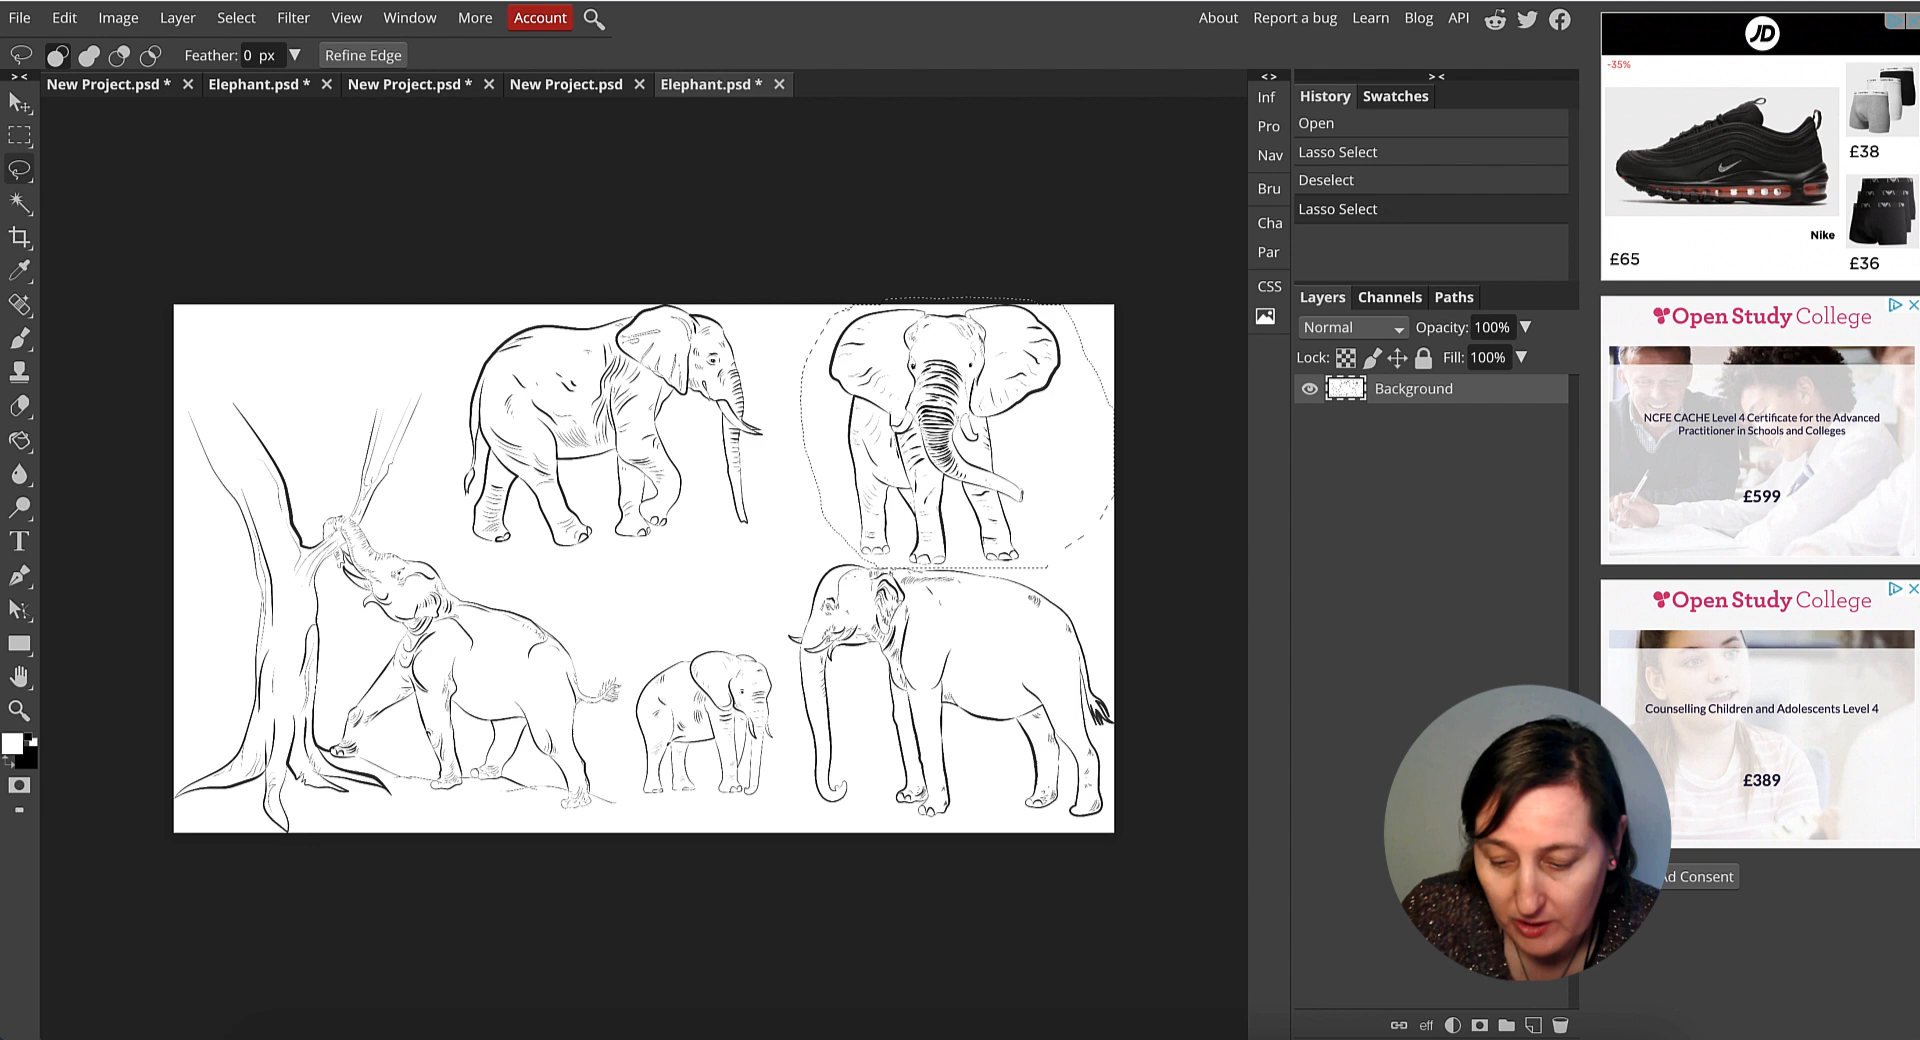 File Edit Image Layer Select Filter View Window More Account
About Report a bug Learn Blog API
Feather: 0 px Refine Edge
> <
New Project.psd * Elephant.psd * New Project.psd * New Project.psd Elephant.psd *
T
< >
Inf
Pro
Nav
Bru
Cha
Par
CSS
> <
History Swatches
Open
Lasso Select
Deselect
Lasso Select
Layers Channels Paths
Normal Opacity: 100%
Lock: Fill: 100%
Background
eff
JD
-35%
£38
Nike
£65
£36
Open Study College
NCFE CACHE Level 4 Certificate for the Advanced
Practitioner in Schools and Colleges
£599
Open Study College
Counselling Children and Adolescents Level 4
£389
Consent